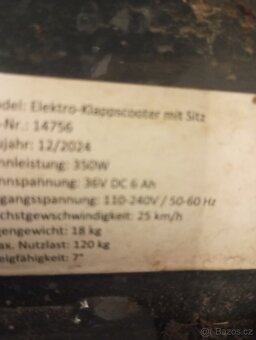 odel: Elektro-Klappscooter mit Sitz
-Nr.: 14756
ujahr: 12/2024
nnleistung: 350W
nnspannung: 36V DC 6 Ah
gangsspannung: 110-240V / 50-60 Hz
chstgeschwindigkeit: 25 km/h
gengewicht: 18 kg
ax. Nutzlast: 120 kg
eigfähigkeit: 7°
Bazos.cz